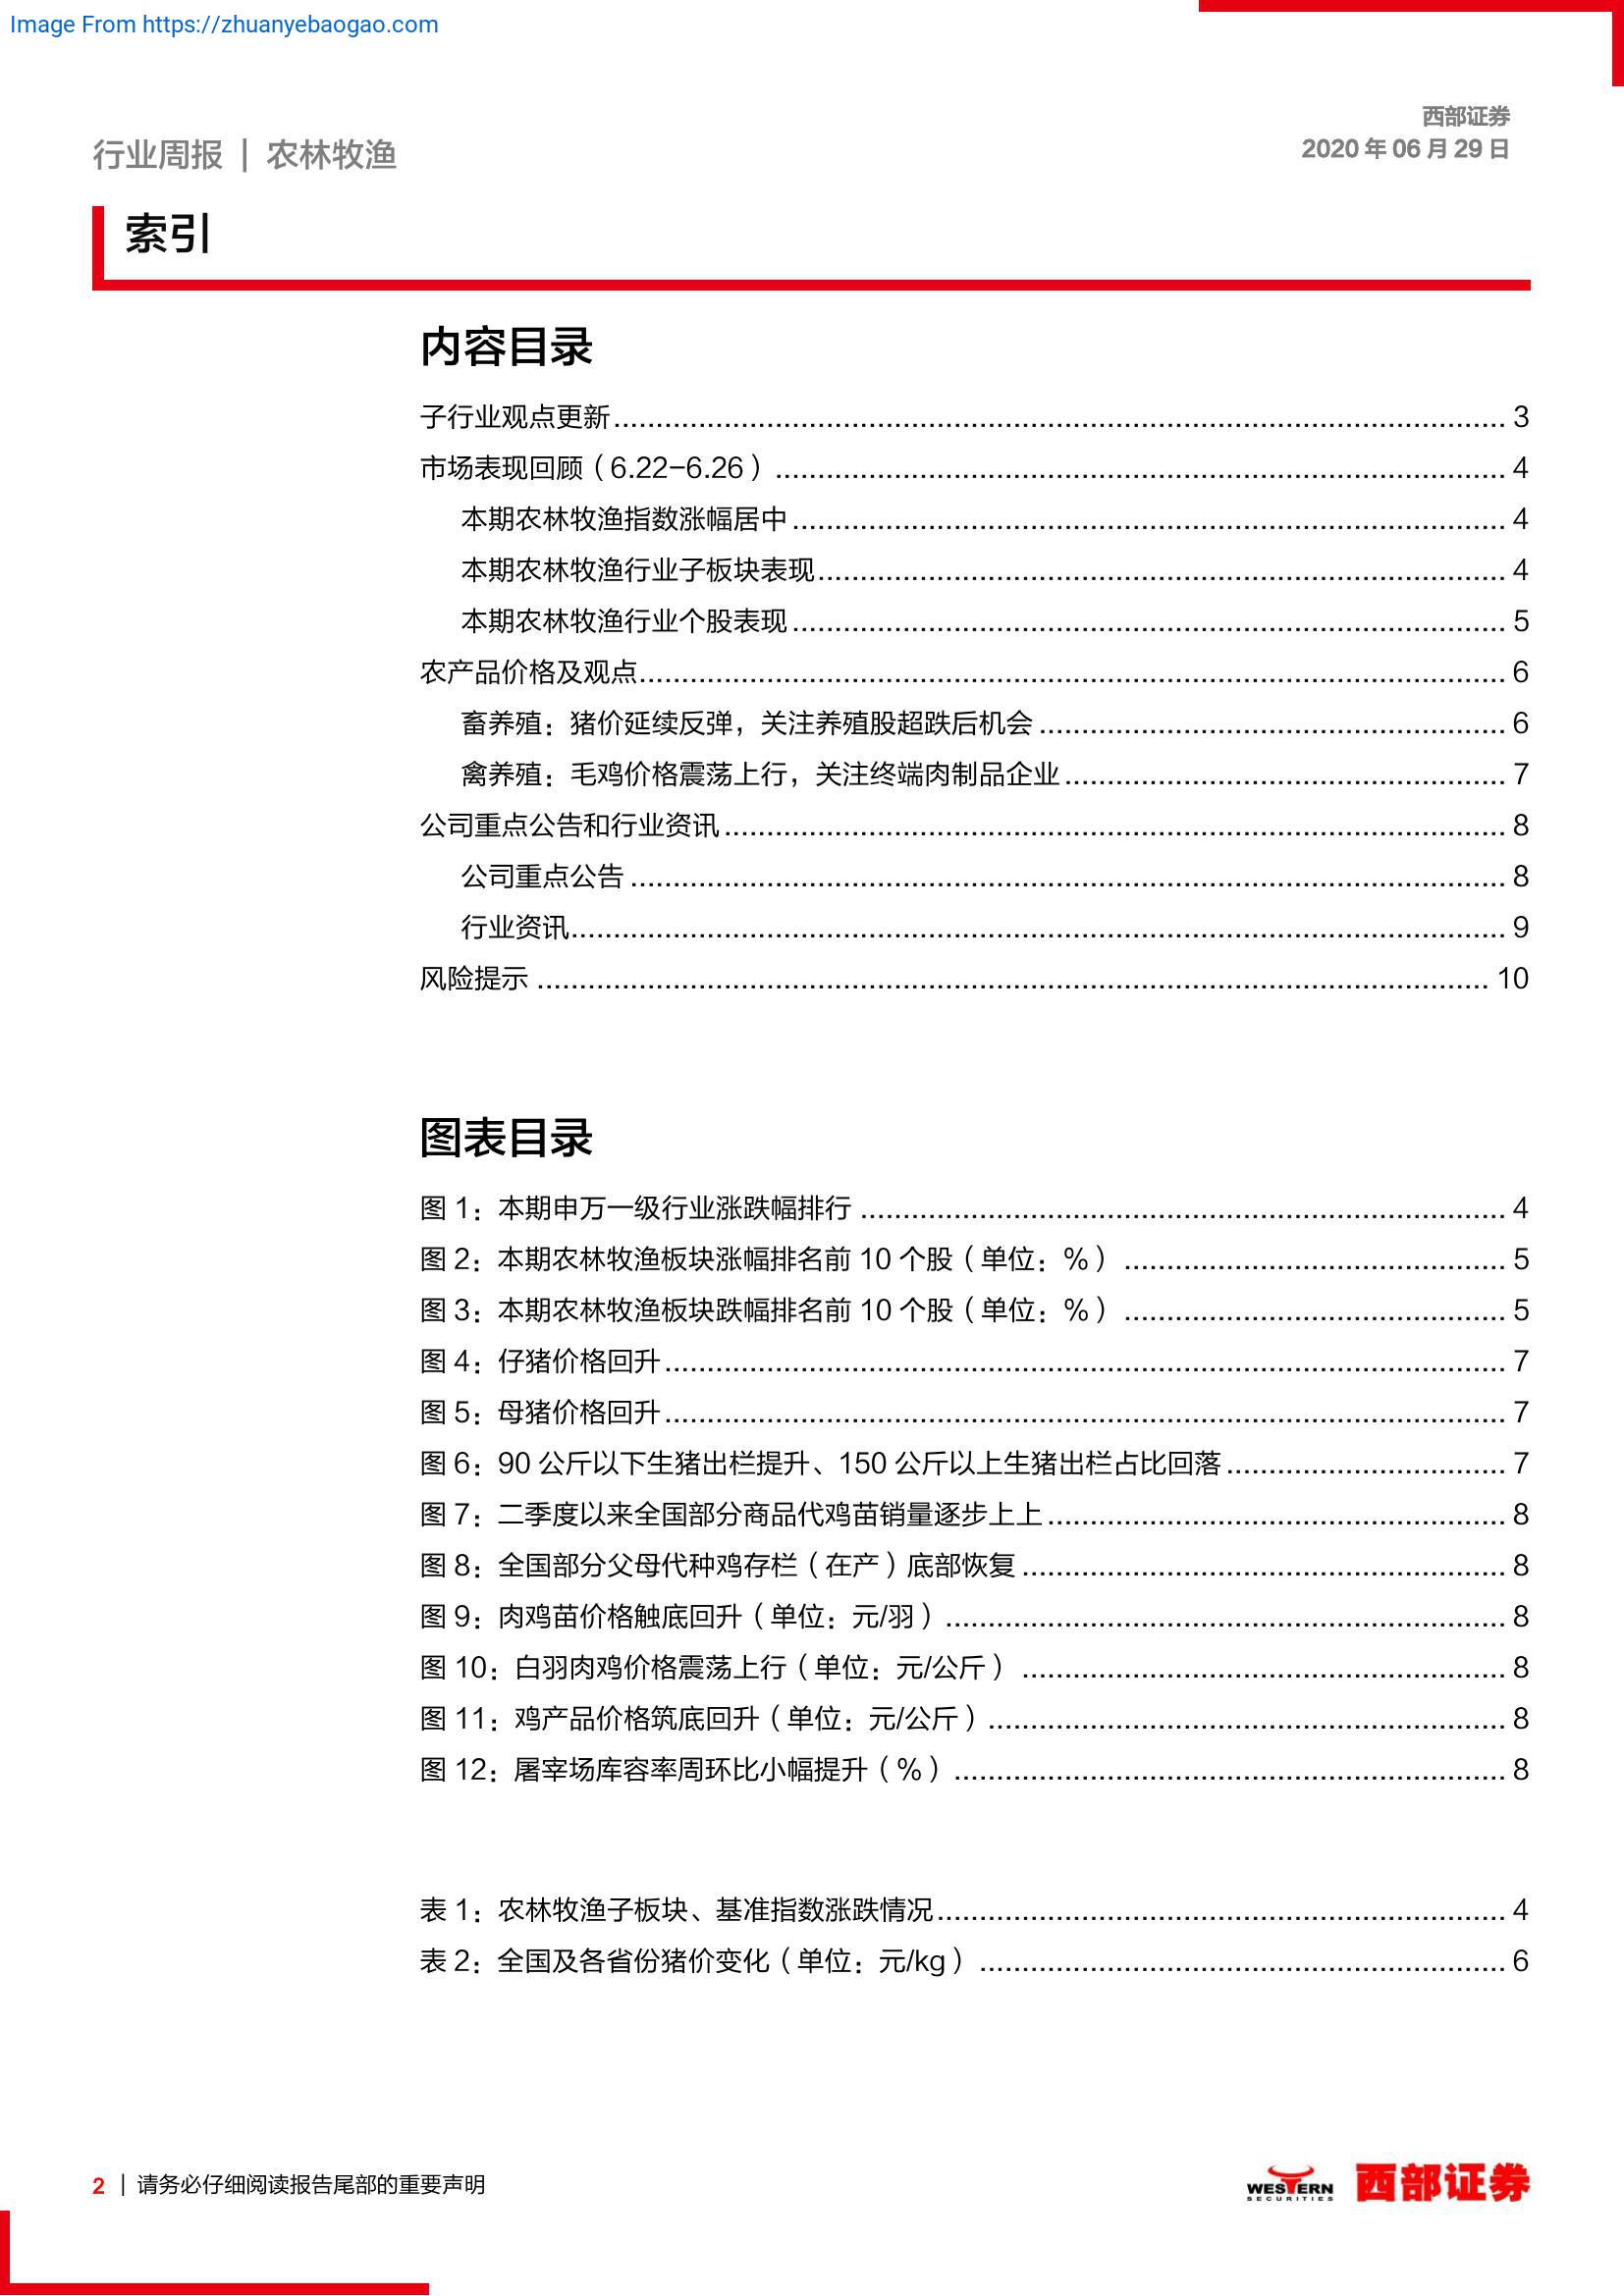 Image From https://zhuanyebaogao.com
西部证券
行业周报 | 农林牧渔
2020 年 06 月 29 日
索引
内容目录
子行业观点更新 3
市场表现回顾（6.22-6.26） 4
本期农林牧渔指数涨幅居中 4
本期农林牧渔行业子板块表现 4
本期农林牧渔行业个股表现 5
农产品价格及观点 6
畜养殖：猪价延续反弹，关注养殖股超跌后机会 6
禽养殖：毛鸡价格震荡上行，关注终端肉制品企业 7
公司重点公告和行业资讯 8
公司重点公告 8
行业资讯 9
风险提示 10
图表目录
图 1：本期申万一级行业涨跌幅排行 4
图 2：本期农林牧渔板块涨幅排名前 10 个股（单位：%） 5
图 3：本期农林牧渔板块跌幅排名前 10 个股（单位：%） 5
图 4：仔猪价格回升 7
图 5：母猪价格回升 7
图 6：90 公斤以下生猪出栏提升、150 公斤以上生猪出栏占比回落 7
图 7：二季度以来全国部分商品代鸡苗销量逐步上上 8
图 8：全国部分父母代种鸡存栏（在产）底部恢复 8
图 9：肉鸡苗价格触底回升（单位：元/羽） 8
图 10：白羽肉鸡价格震荡上行（单位：元/公斤） 8
图 11：鸡产品价格筑底回升（单位：元/公斤） 8
图 12：屠宰场库容率周环比小幅提升（%） 8
表 1：农林牧渔子板块、基准指数涨跌情况 4
表 2：全国及各省份猪价变化（单位：元/kg） 6
2 | 请务必仔细阅读报告尾部的重要声明
WESTERN
SECURITIES
西部证券